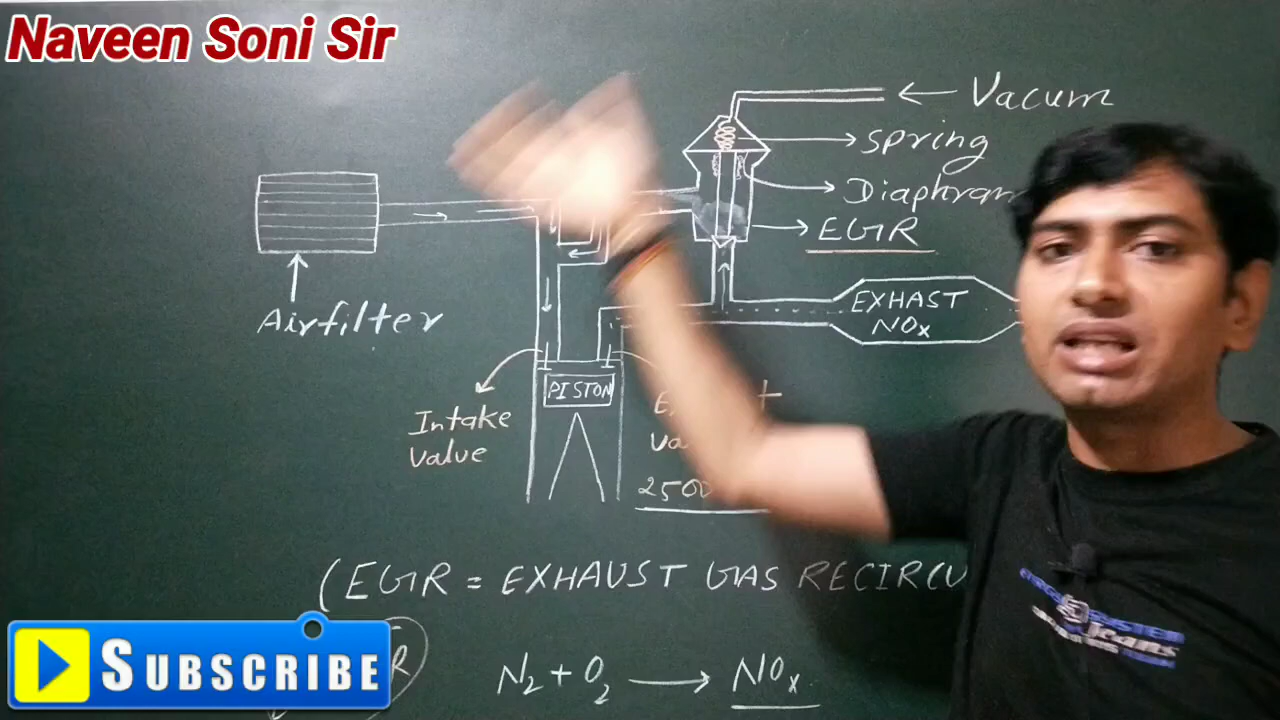 Naveen Soni Sir
Vacum
spring
Diaphram
EGR
Airfilter
EXHAST
NOx
PISTON
Intake
value
(EGR = EXHAUST GAS RECIRCU
SUBSCRIBE
N2 + O2 → NOx